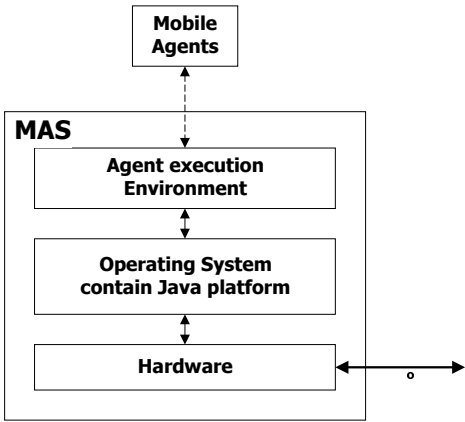 Mobile
Agents
MAS
Agent execution
Environment
Operating System
contain Java platform
Hardware
o